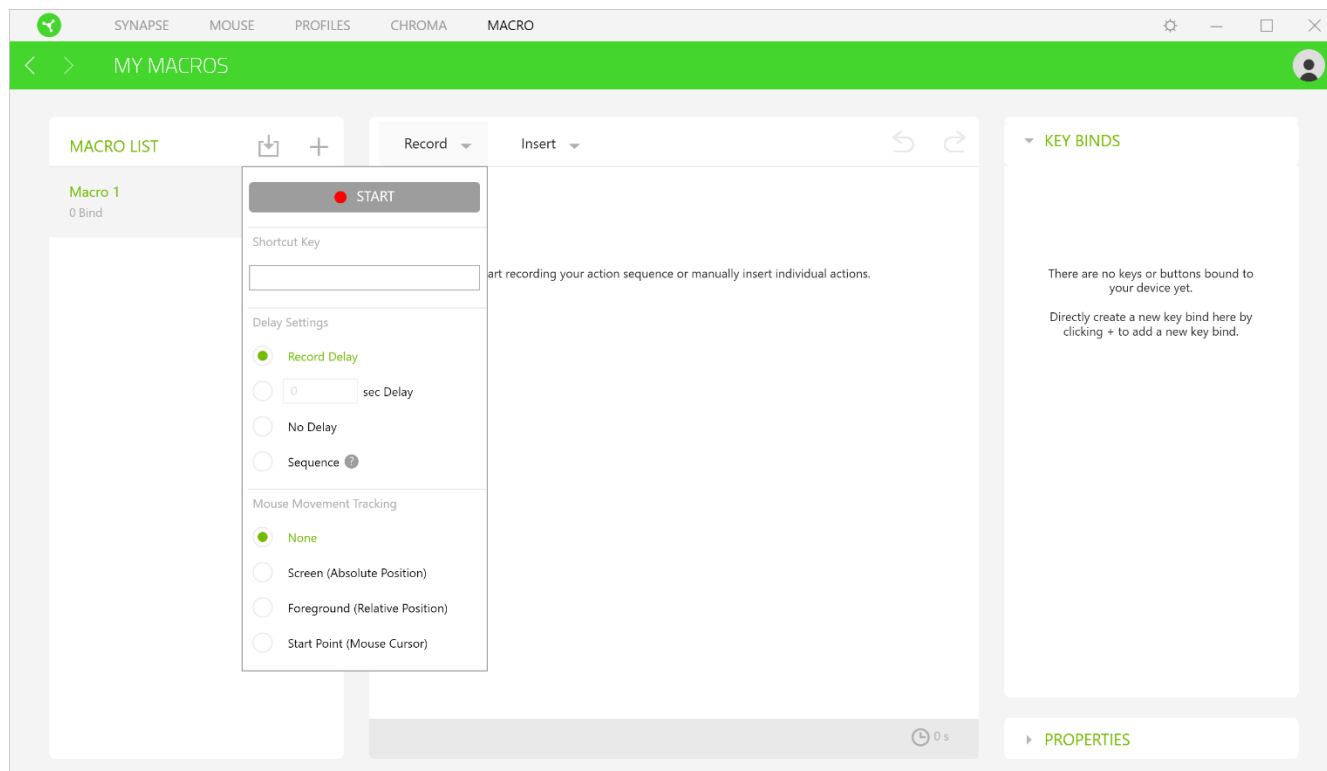 SYNAPSE MOUSE PROFILES CHROMA MACRO
MY MACROS
MACRO LIST
Macro 1
0 Bind
Record
Insert
START
Shortcut Key
art recording your action sequence or manually insert individual actions.
Delay Settings
Record Delay
0 sec Delay
No Delay
Sequence ?
Mouse Movement Tracking
None
Screen (Absolute Position)
Foreground (Relative Position)
Start Point (Mouse Cursor)
0 s
KEY BINDS
There are no keys or buttons bound to
your device yet.
Directly create a new key bind here by
clicking + to add a new key bind.
PROPERTIES